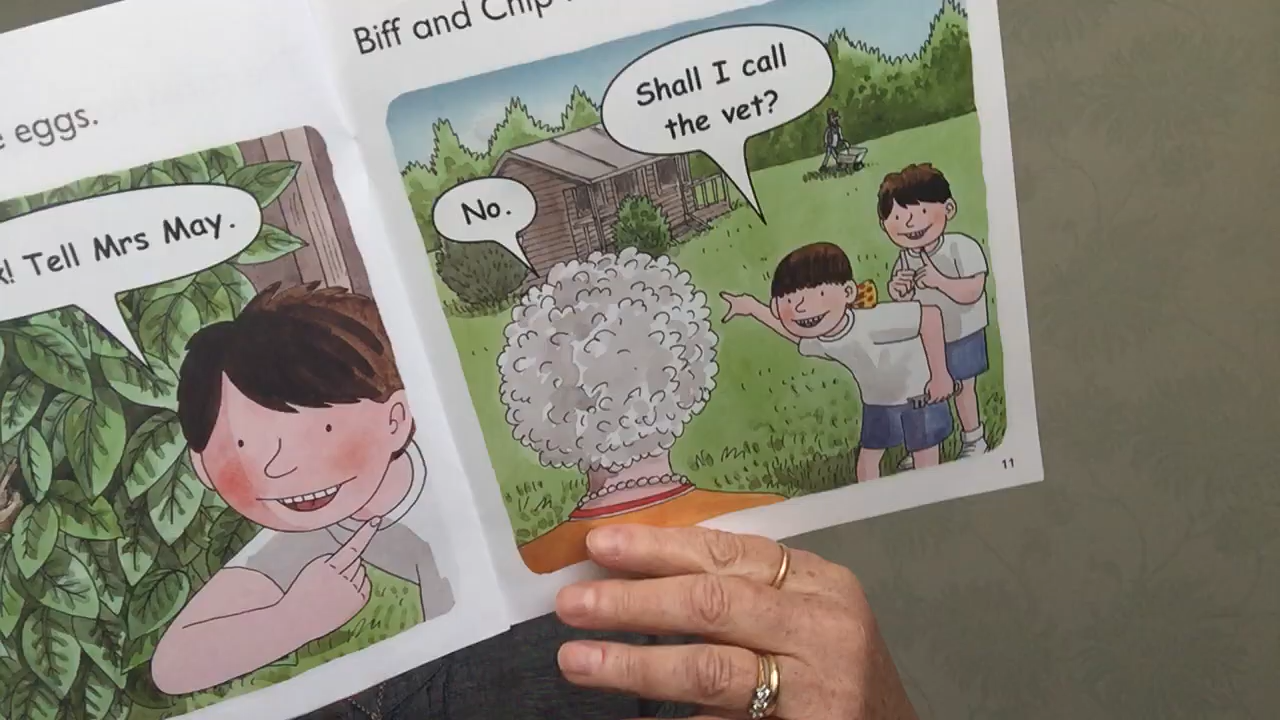 eggs.
Tell Mrs May.
Biff and Chip
Shall I call
the vet?
No.
11